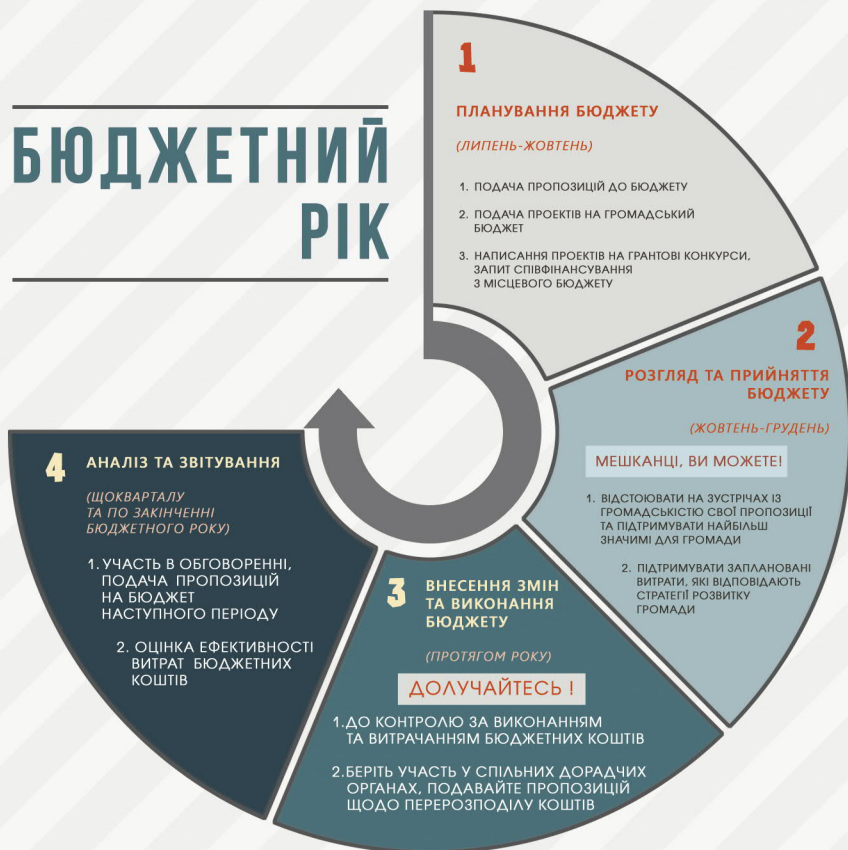 БЮДЖЕТНИЙ
РІК
1
ПЛАНУВАННЯ БЮДЖЕТУ
(ЛИПЕНЬ-ЖОВТЕНЬ)
1. ПОДАЧА ПРОПОЗИЦІЙ ДО БЮДЖЕТУ
2. ПОДАЧА ПРОЕКТІВ НА ГРОМАДСЬКИЙ
БЮДЖЕТ
3. НАПИСАННЯ ПРОЕКТІВ НА ГРАНТОВІ КОНКУРСИ,
ЗАПИТ СПІВФІНАНСУВАННЯ
З МІСЦЕВОГО БЮДЖЕТУ
2
РОЗГЛЯД ТА ПРИЙНЯТТЯ
БЮДЖЕТУ
(ЖОВТЕНЬ-ГРУДЕНЬ)
МЕШКАНЦІ, ВИ МОЖЕТЕ!
1. ВІДСТОЮВАТИ НА ЗУСТРІЧАХ ІЗ
ГРОМАДСЬКІСТЮ СВОЇ ПРОПОЗИЦІЇ
ТА ПІДТРИМУВАТИ НАЙБІЛЬШ
ЗНАЧИМІ ДЛЯ ГРОМАДИ
2. ПІДТРИМУВАТИ ЗАПЛАНОВАНІ
ВИТРАТИ, ЯКІ ВІДПОВІДАЮТЬ
СТРАТЕГІЇ РОЗВИТКУ
ГРОМАДИ
3
ВНЕСЕННЯ ЗМІН
ТА ВИКОНАННЯ
БЮДЖЕТУ
(ПРОТЯГОМ РОКУ)
ДОЛУЧАЙТЕСЬ !
1.ДО КОНТРОЛЮ ЗА ВИКОНАННЯМ
ТА ВИТРАЧАННЯМ БЮДЖЕТНИХ КОШТІВ
2.БЕРІТЬ УЧАСТЬ У СПІЛЬНИХ ДОРАДЧИХ
ОРГАНАХ, ПОДАВАЙТЕ ПРОПОЗИЦІЙ
ЩОДО ПЕРЕРОЗПОДІЛУ КОШТІВ
4
АНАЛІЗ ТА ЗВІТУВАННЯ
(ЩОКВАРТАЛУ
ТА ПО ЗАКІНЧЕННІ
БЮДЖЕТНОГО РОКУ)
1. УЧАСТЬ В ОБГОВОРЕННІ,
ПОДАЧА ПРОПОЗИЦІЙ
НА БЮДЖЕТ
НАСТУПНОГО ПЕРІОДУ
2. ОЦІНКА ЕФЕКТИВНОСТІ
ВИТРАТ БЮДЖЕТНИХ
КОШТІВ